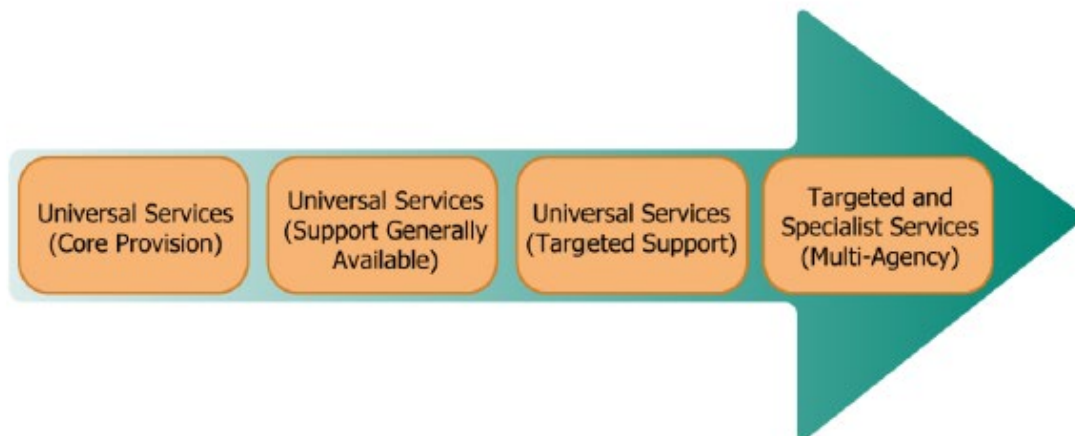 Universal Services
(Core Provision)
Universal Services
(Support Generally
Available)
Universal Services
(Targeted Support)
Targeted and
Specialist Services
(Multi-Agency)